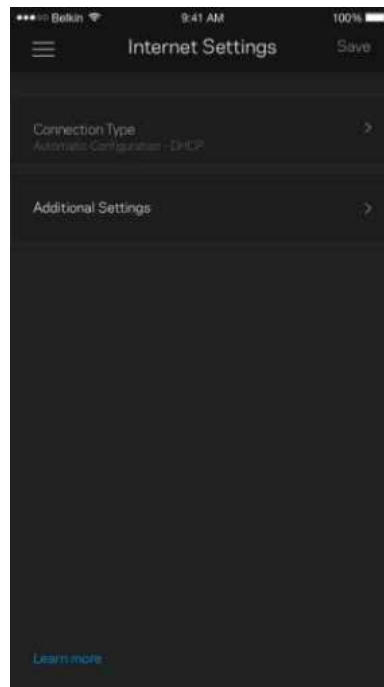 Belkin 9:41 AM 100%
Internet Settings Save
Connection Type
Automatic Configuration - DHCP
Additional Settings
Learn more